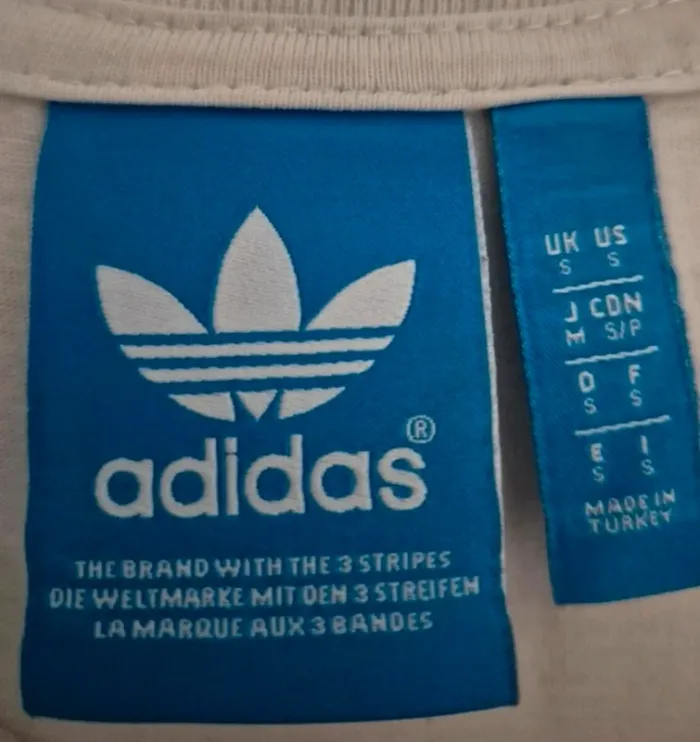 adidas®
THE BRAND WITH THE 3 STRIPES
DIE WELTMARKE MIT DEN 3 STREIFEN
LA MARQUE AUX 3 BANDES
UK US
S S
J CDN
M S/P
D F
S S
E I
S S
MADE IN
TURKEY